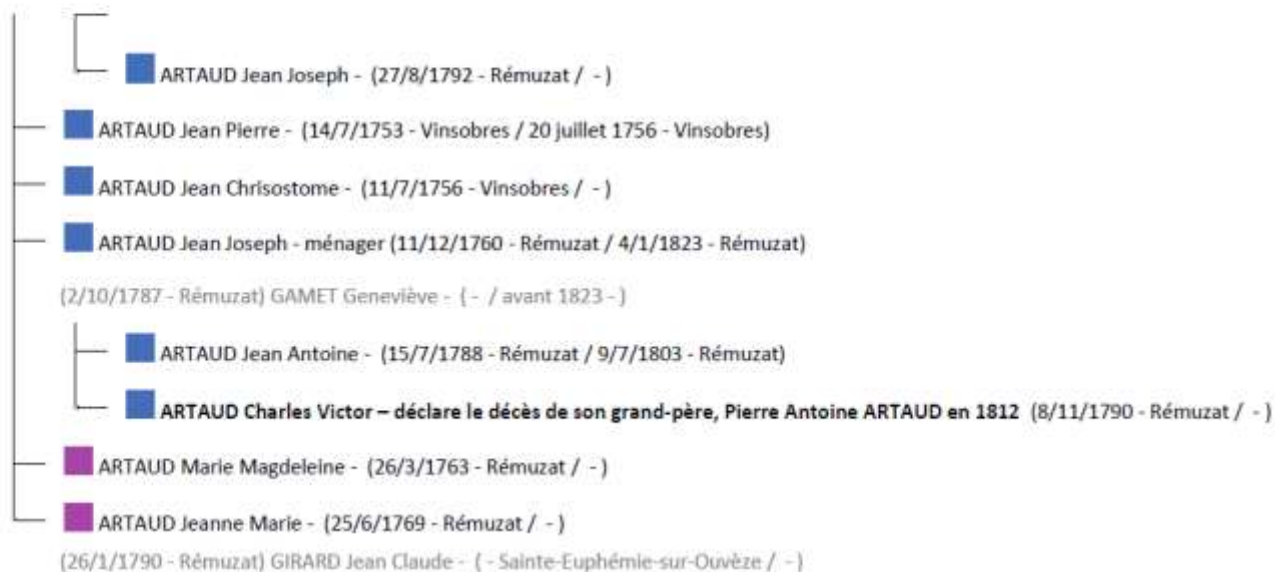 ARTAUD Jean Joseph - (27/8/1792 - Rémuzat / - )
ARTAUD Jean Pierre - (14/7/1753 - Vinsobres / 20 juillet 1756 - Vinsobres)
ARTAUD Jean Chrisostome - (11/7/1756 - Vinsobres / - )
ARTAUD Jean Joseph - ménager (11/12/1760 - Rémuzat / 4/1/1823 - Rémuzat)
(2/10/1787 - Rémuzat) GAMET Geneviève - ( - / avant 1823 - )
ARTAUD Jean Antoine - (15/7/1788 - Rémuzat / 9/7/1803 - Rémuzat)
ARTAUD Charles Victor – déclare le décès de son grand-père, Pierre Antoine ARTAUD en 1812 (8/11/1790 - Rémuzat / - )
ARTAUD Marie Magdeleine - (26/3/1763 - Rémuzat / - )
ARTAUD Jeanne Marie - (25/6/1769 - Rémuzat / - )
(26/1/1790 - Rémuzat) GIRARD Jean Claude - ( - Sainte-Euphémie-sur-Ouvèze / - )